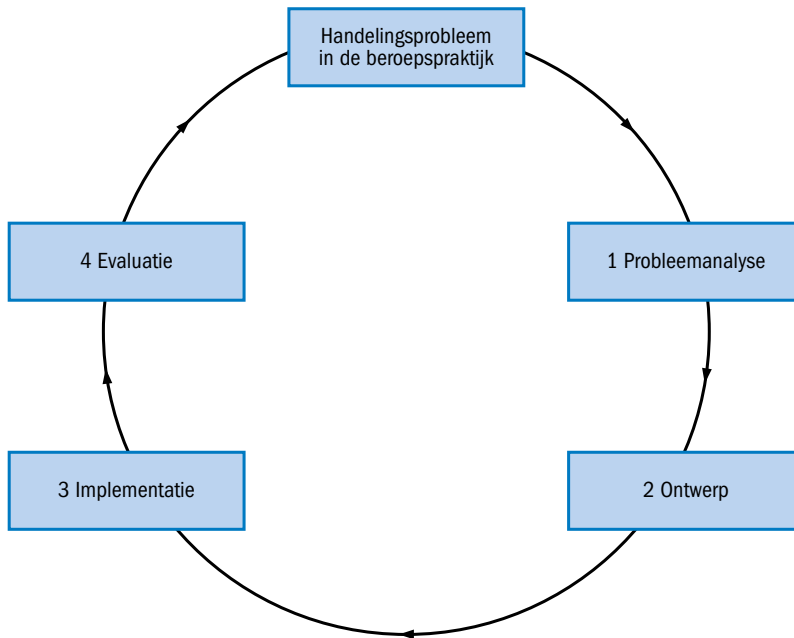 Handelingsprobleem
in de beroepspraktijk
1 Probleemanalyse
2 Ontwerp
3 Implementatie
4 Evaluatie